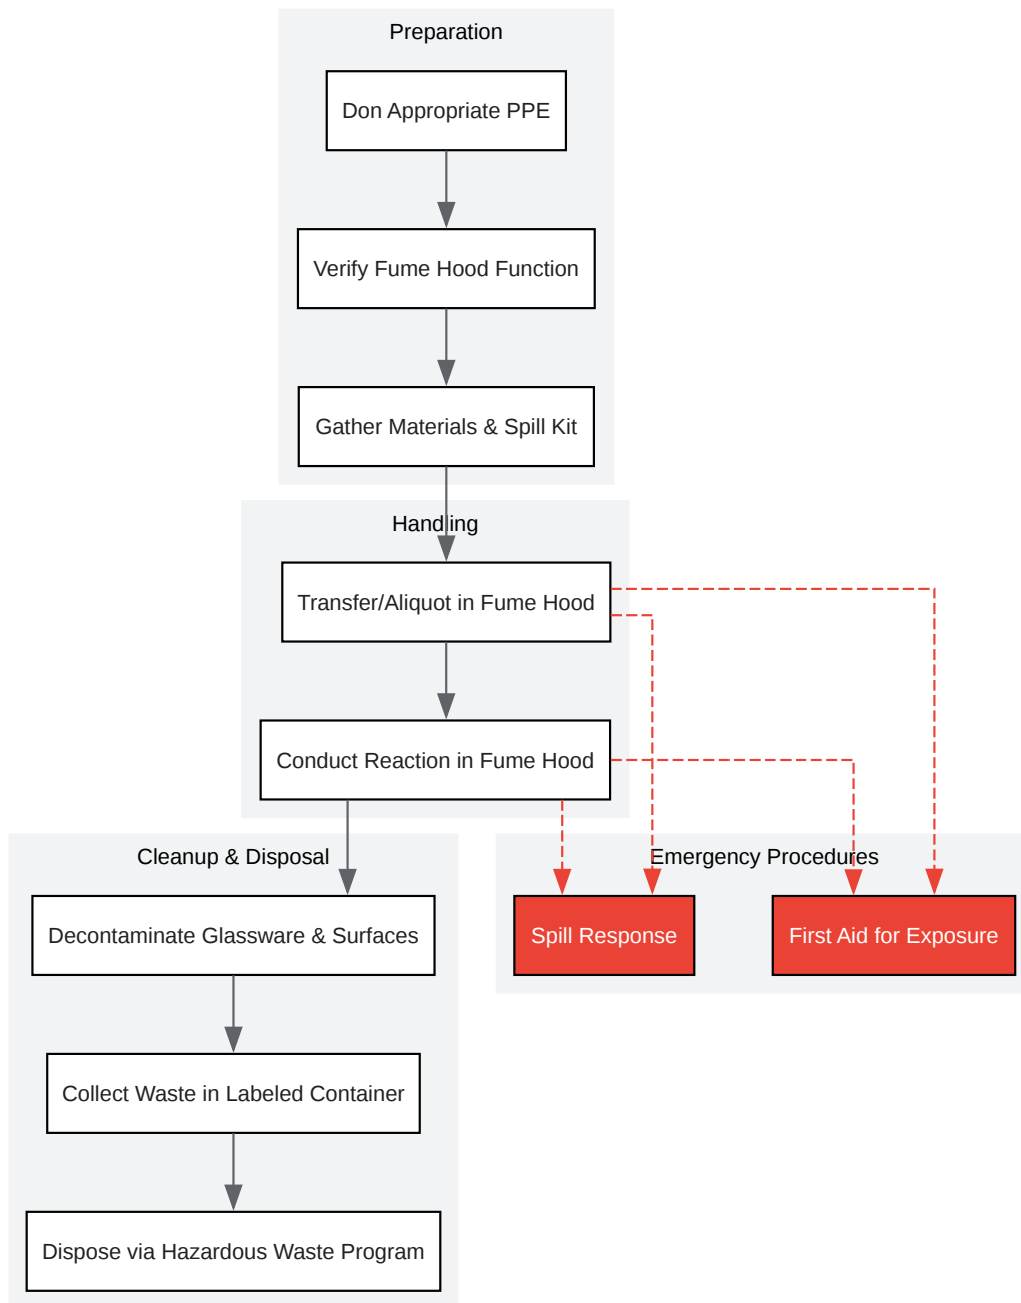 Preparation
Don Appropriate PPE
Verify Fume Hood Function
Gather Materials & Spill Kit
Handling
Transfer/Aliquot in Fume Hood
Conduct Reaction in Fume Hood
Cleanup & Disposal
Decontaminate Glassware & Surfaces
Collect Waste in Labeled Container
Dispose via Hazardous Waste Program
Emergency Procedures
Spill Response
First Aid for Exposure